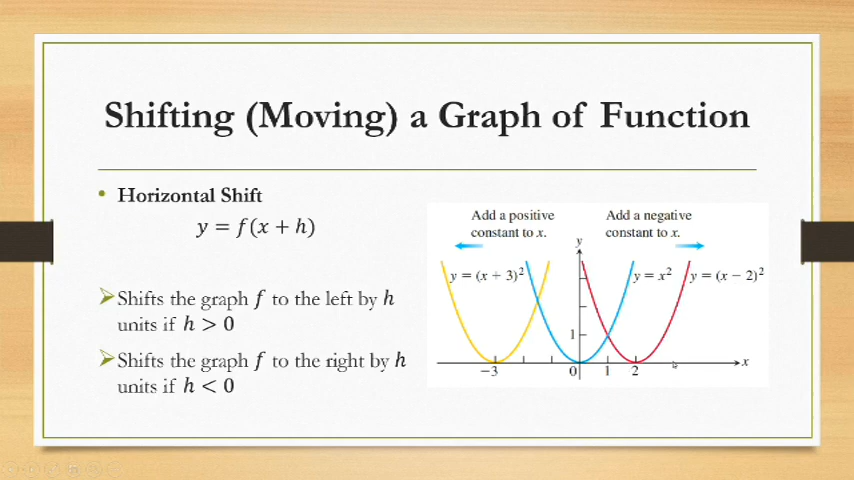 Shifting (Moving) a Graph of Function
• Horizontal Shift
y = f(x + h)
➢Shifts the graph f to the left by h
units if h > 0
➢Shifts the graph f to the right by h
units if h < 0
Add a positive
constant to x.
Add a negative
constant to x.
y
y = (x + 3)²
y = x²
y = (x − 2)²
1
x
−3
0
1
2